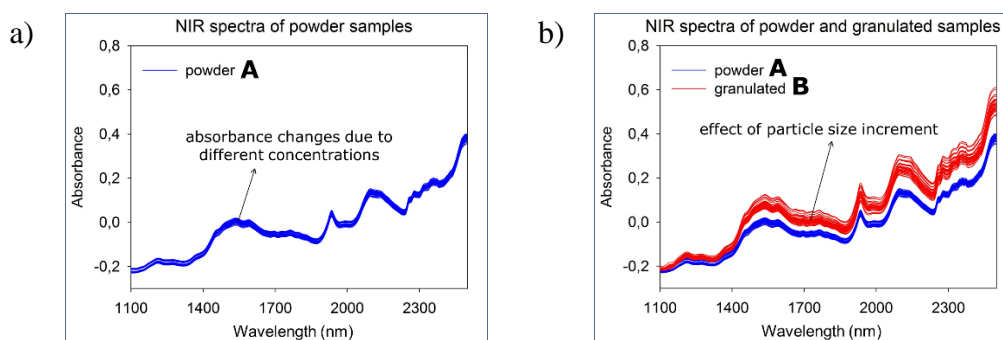 a)
NIR spectra of powder samples
0,8
0,6
0,4
0,2
0,0
-0,2
Absorbance
powder A
absorbance changes due to
different concentrations
1100 1400 1700 2000 2300
Wavelength (nm)
b)
NIR spectra of powder and granulated samples
0,8
0,6
0,4
0,2
0,0
-0,2
Absorbance
powder A
granulated B
effect of particle size increment
1100 1400 1700 2000 2300
Wavelength (nm)